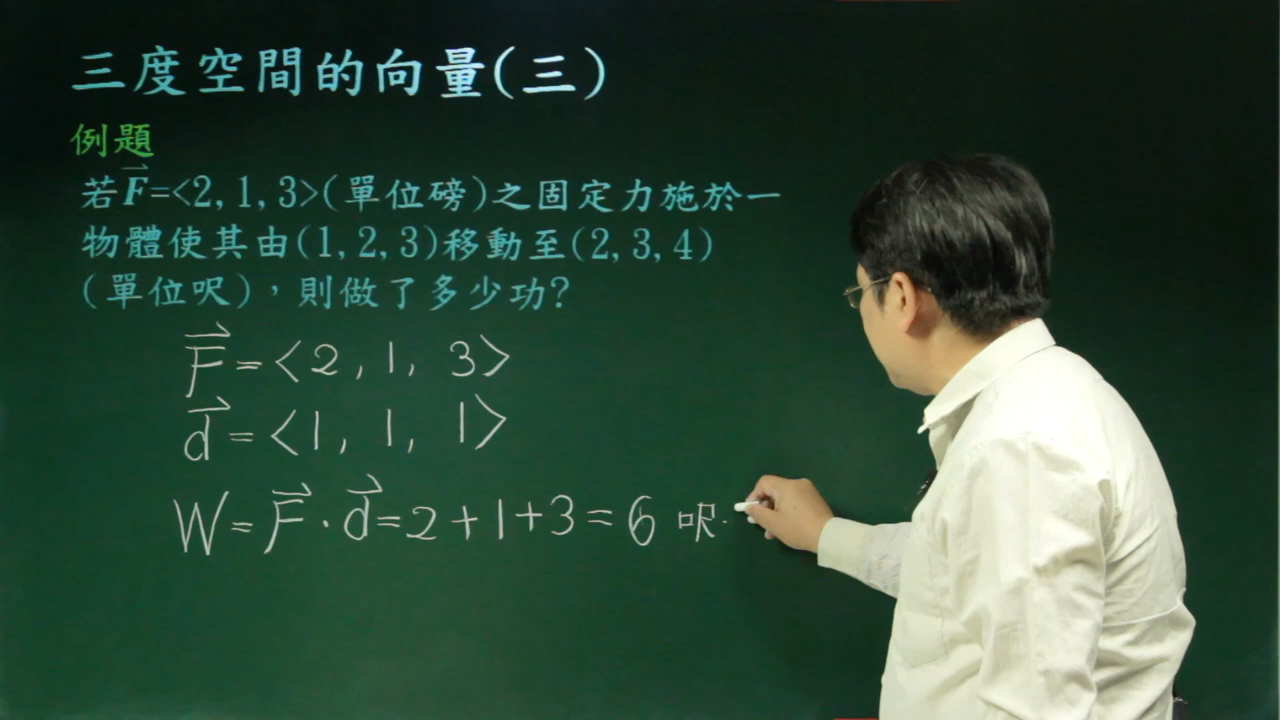 三度空間的向量(三)
例題
若F⃗=<2,1,3>(單位磅)之固定力施於一
物體使其由(1,2,3)移動至(2,3,4)
(單位呎)，則做了多少功?
F⃗=<2, 1, 3>
d⃗=<1, 1, 1>
W=F⃗·d⃗=2+1+3=6 呎·